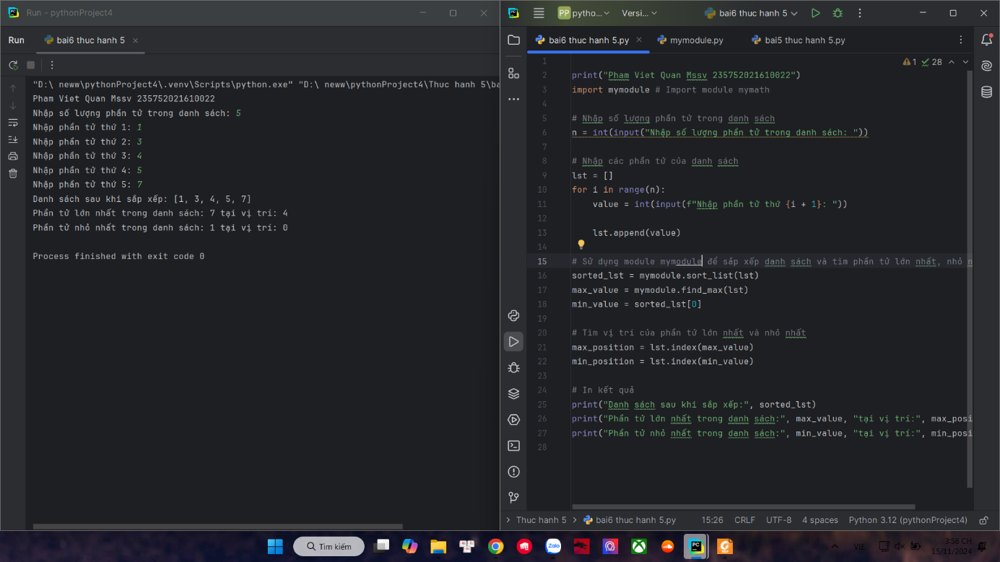 Run - pythonProject4
Run
bai6 thuc hanh 5
"D:\ neww\pythonProject4\.venv\Scripts\python.exe" "D:\ neww\pythonProject4\Thuc hanh 5\ba
Pham Viet Quan Mssv 235752021610022
Nhập số lượng phần tử trong danh sách: 5
Nhập phần tử thứ 1: 1
Nhập phần tử thứ 2: 3
Nhập phần tử thứ 3: 4
Nhập phần tử thứ 4: 5
Nhập phần tử thứ 5: 7
Danh sách sau khi sắp xếp: [1, 3, 4, 5, 7]
Phần tử lớn nhất trong danh sách: 7 tại vị trí: 4
Phần tử nhỏ nhất trong danh sách: 1 tại vị trí: 0
Process finished with exit code 0
PP pytho... Versi... bai6 thuc hanh 5
bai6 thuc hanh 5.py mymodule.py bai5 thuc hanh 5.py
1 28
1
2 print("Pham Viet Quan Mssv 235752021610022")
3 import mymodule # Import module mymath
4
5 # Nhập số lượng phần tử trong danh sách
6 n = int(input("Nhập số lượng phần tử trong danh sách: "))
7
8 # Nhập các phần tử của danh sách
9 lst = []
10 for i in range(n):
11 value = int(input(f"Nhập phần tử thứ {i + 1}: "))
12
13 lst.append(value)
14
15 # Sử dụng module mymodule để sắp xếp danh sách và tìm phần tử lớn nhất, nhỏ n
16 sorted_lst = mymodule.sort_list(lst)
17 max_value = mymodule.find_max(lst)
18 min_value = sorted_lst[0]
19
20 # Tìm vị trí của phần tử lớn nhất và nhỏ nhất
21 max_position = lst.index(max_value)
22 min_position = lst.index(min_value)
23
24 # In kết quả
25 print("Danh sách sau khi sắp xếp:", sorted_lst)
26 print("Phần tử lớn nhất trong danh sách:", max_value, "tại vị trí:", max_posi
27 print("Phần tử nhỏ nhất trong danh sách:", min_value, "tại vị trí:", min_posi
28
Thuc hanh 5 bai6 thuc hanh 5.py 15:26 CRLF UTF-8 4 spaces Python 3.12 (pythonProject4)
Tìm kiếm
Zalo
VIE
3:58 CH
15/11/2024